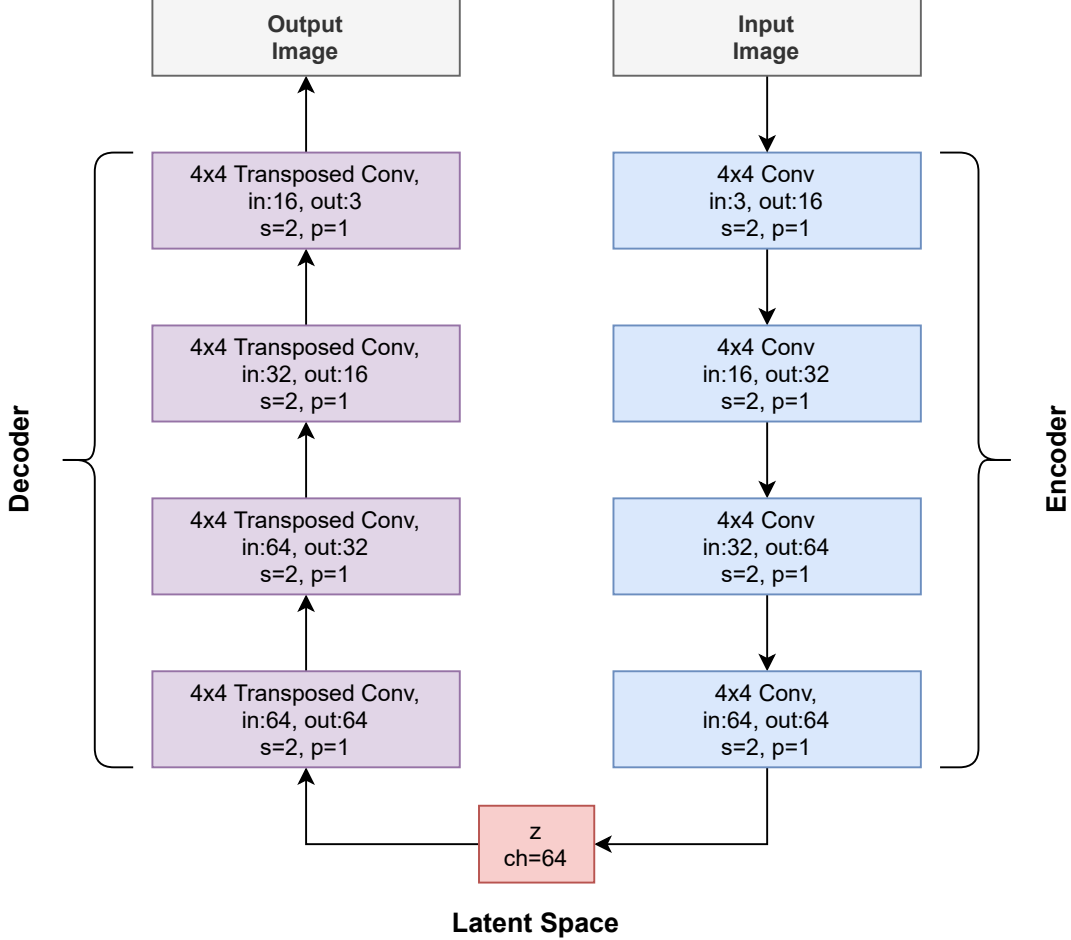 Output
Image
Input
Image
4x4 Transposed Conv,
in:16, out:3
s=2, p=1
4x4 Conv
in:3, out:16
s=2, p=1
4x4 Transposed Conv,
in:32, out:16
s=2, p=1
4x4 Conv
in:16, out:32
s=2, p=1
Decoder
Encoder
4x4 Transposed Conv,
in:64, out:32
s=2, p=1
4x4 Conv
in:32, out:64
s=2, p=1
4x4 Transposed Conv,
in:64, out:64
s=2, p=1
4x4 Conv,
in:64, out:64
s=2, p=1
z
ch=64
Latent Space